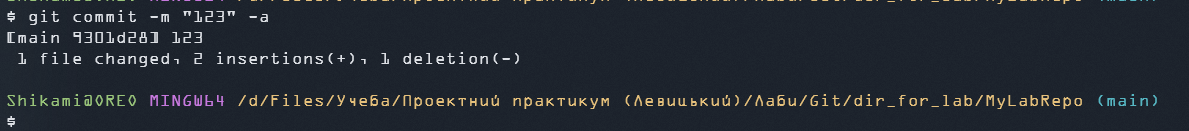 $ git commit -m "123" -a
[main 9301d28] 123
 1 file changed, 2 insertions(+), 1 deletion(-)
Shikami@OREO MINGW64 /d/Files/Учеба/Проектний практикум (Левицький)/Лаби/Git/dir_for_lab/MyLabRepo (main)
$